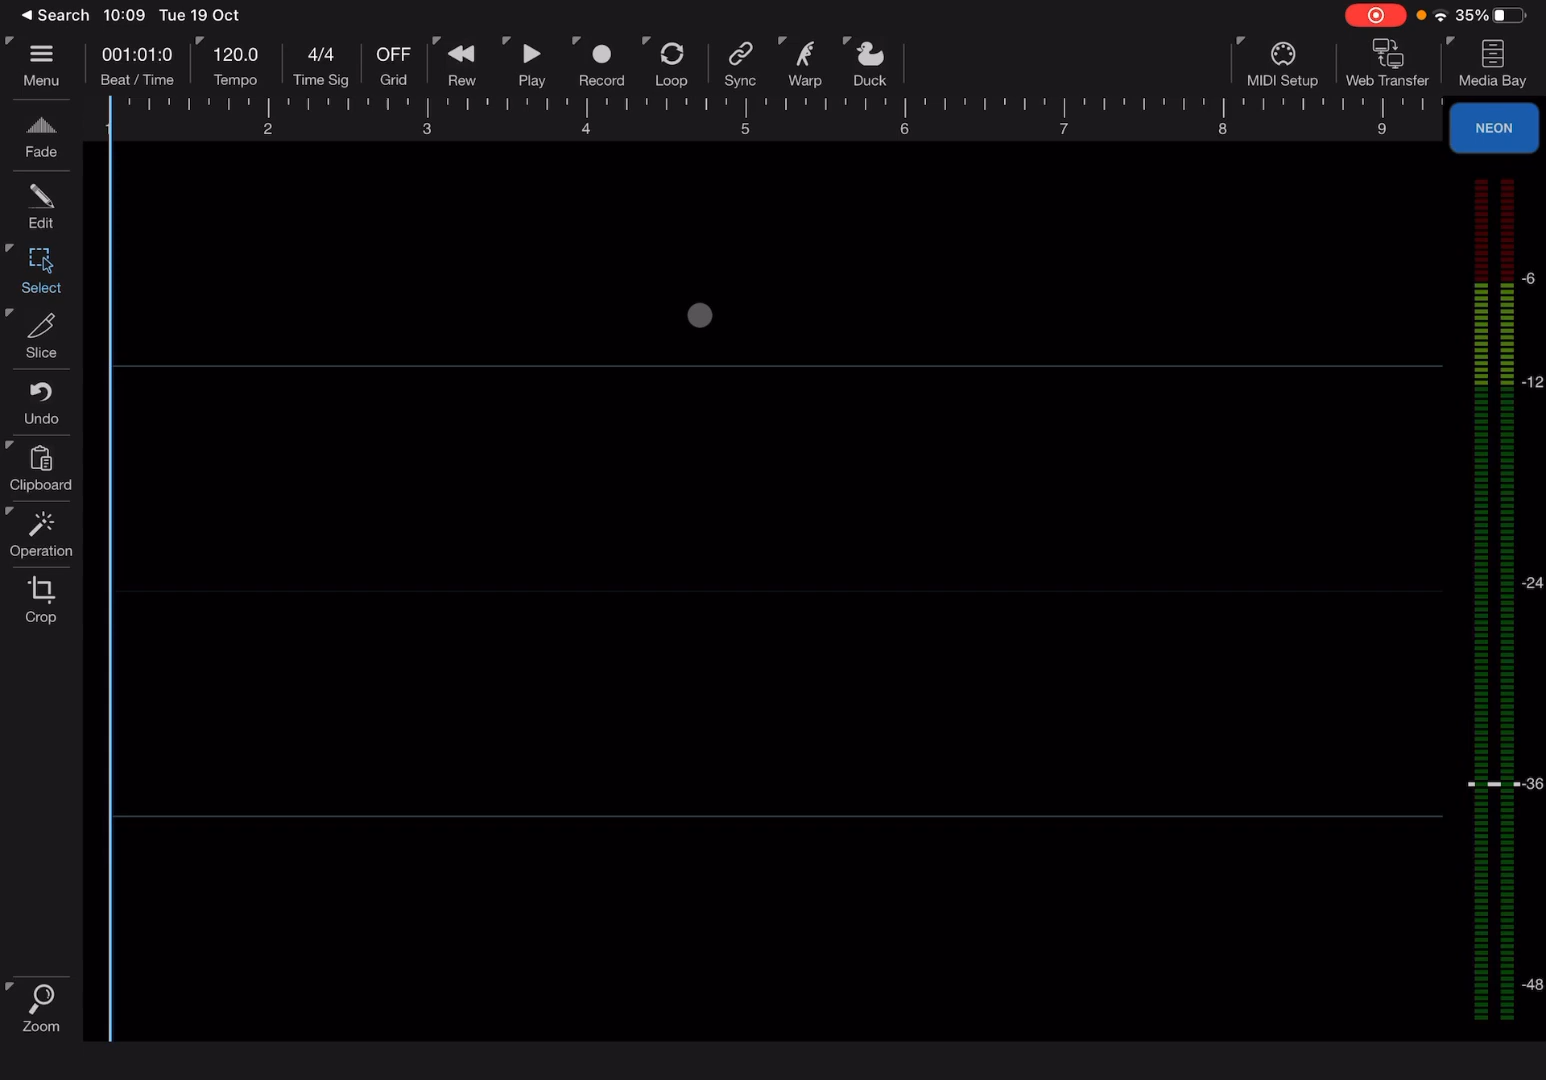 ◀ Search 10:09 Tue 19 Oct 35%
001:01:0 120.0 4/4 OFF
Menu Beat / Time Tempo Time Sig Grid Rew Play Record Loop Sync Warp Duck MIDI Setup Web Transfer Media Bay
1 2 3 4 5 6 7 8 9
NEON
Fade
Edit
Select
Slice
Undo
Clipboard
Operation
Crop
Zoom
-6
-12
-24
-36
-48